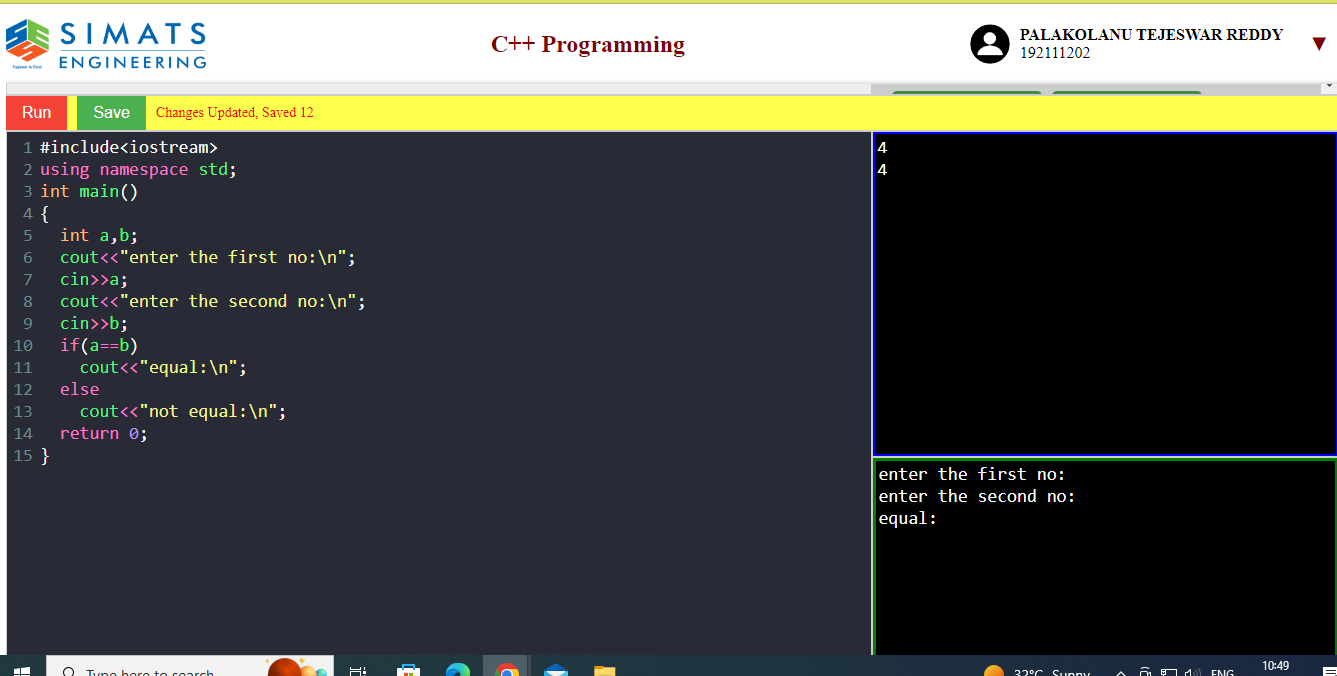 SIMATS
ENGINEERING
Engineer to Excel
C++ Programming
PALAKOLANU TEJESWAR REDDY
192111202
Run
Save
Changes Updated, Saved 12
1 #include<iostream>
2 using namespace std;
3 int main()
4 {
5   int a,b;
6   cout<<"enter the first no:\n";
7   cin>>a;
8   cout<<"enter the second no:\n";
9   cin>>b;
10   if(a==b)
11     cout<<"equal:\n";
12   else
13     cout<<"not equal:\n";
14   return 0;
15 }
4
4
enter the first no:
enter the second no:
equal:
Type here to search
32°C Sunny
ENG
10:49